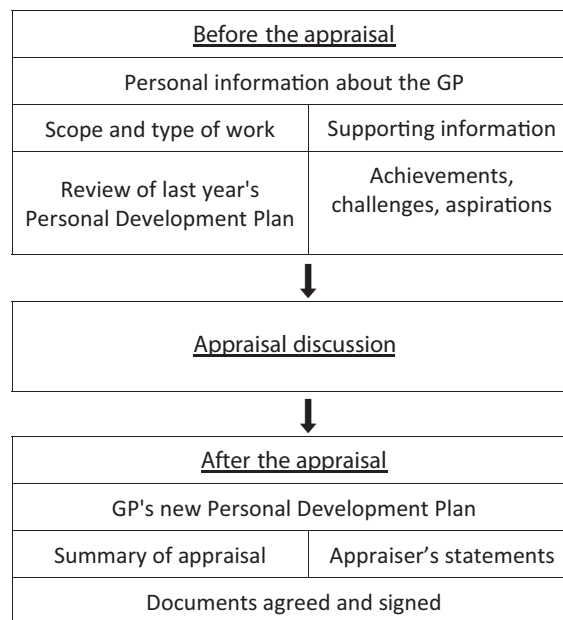 Before the appraisal
Personal information about the GP
Scope and type of work
Supporting information
Review of last year's
Personal Development Plan
Achievements,
challenges, aspirations
Appraisal discussion
After the appraisal
GP's new Personal Development Plan
Summary of appraisal
Appraiser’s statements
Documents agreed and signed